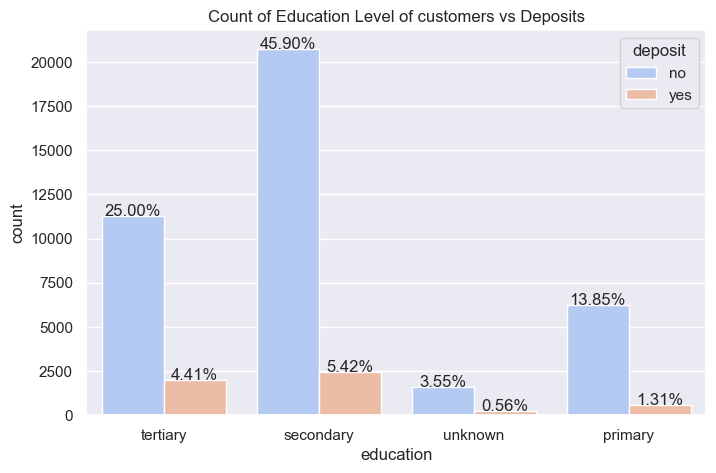 Count of Education Level of customers vs Deposits
deposit
no
yes
count
20000
17500
15000
12500
10000
7500
5000
2500
0
25.00%
4.41%
45.90%
5.42%
3.55%
0.56%
13.85%
1.31%
tertiary
secondary
unknown
primary
education